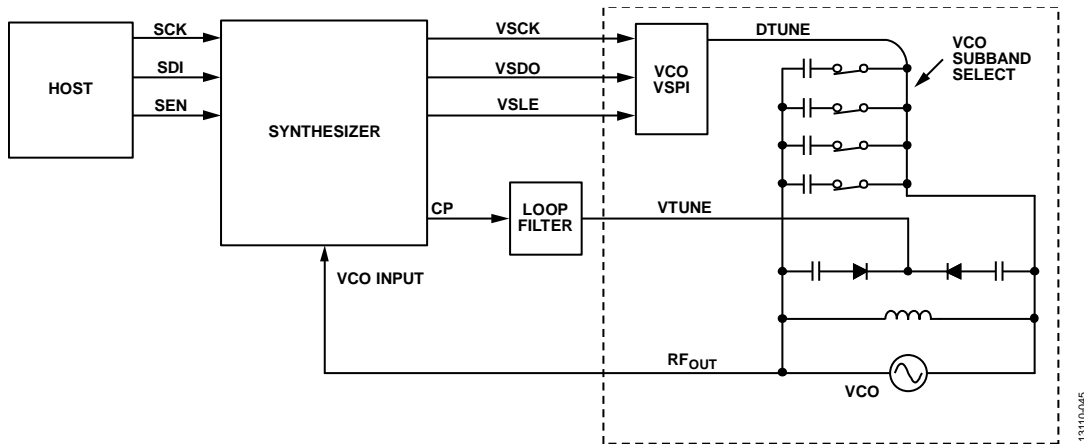 HOST
SCK
SDI
SEN
SYNTHESIZER
VSCK
VSDO
VSLE
VCO
VSPI
DTUNE
VCO
SUBBAND
SELECT
CP
LOOP
FILTER
VTUNE
VCO INPUT
RFOUT
VCO
13110-045